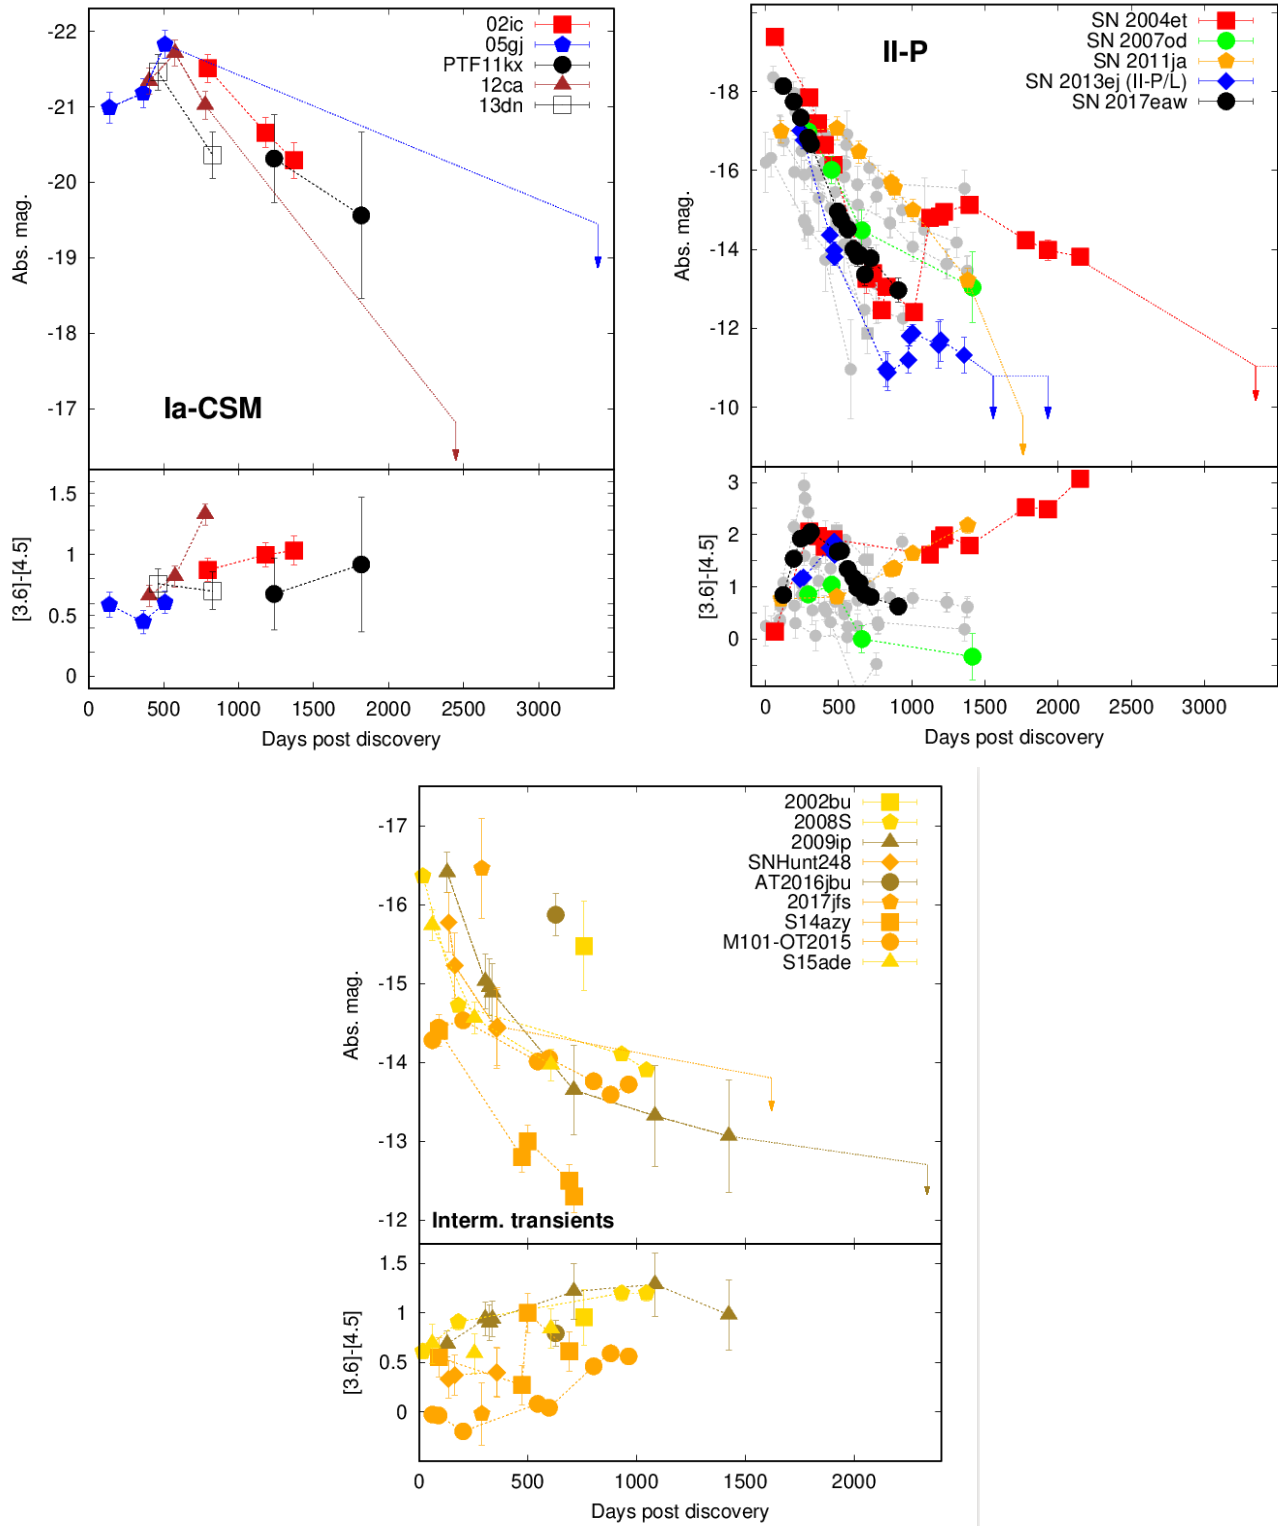 -22
-21
-20
-19
-18
-17
Abs. mag.
02ic
05gj
PTF11kx
12ca
13dn
Ia-CSM
1.5
1
0.5
0
[3.6]-[4.5]
0 500 1000 1500 2000 2500 3000
Days post discovery
-18
-16
-14
-12
-10
Abs. mag.
II-P
SN 2004et
SN 2007od
SN 2011ja
SN 2013ej (II-P/L)
SN 2017eaw
3
2
1
0
[3.6]-[4.5]
0 500 1000 1500 2000 2500 3000
Days post discovery
-17
-16
-15
-14
-13
-12
Abs. mag.
2002bu
2008S
2009ip
SNHunt248
AT2016jbu
2017jfs
S14azy
M101-OT2015
S15ade
Interm. transients
1.5
1
0.5
0
[3.6]-[4.5]
0 500 1000 1500 2000
Days post discovery